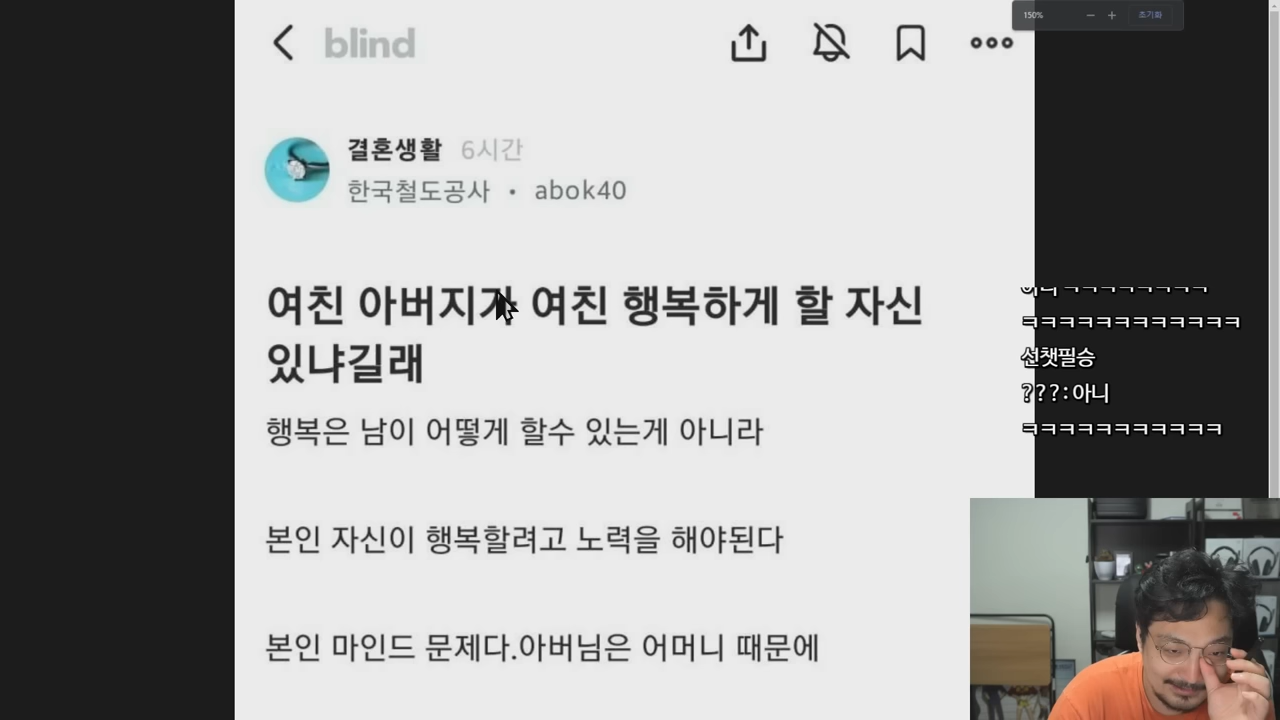 150%
초기화
blind
결혼생활 6시간
한국철도공사 • abok40
여친 아버지가 여친 행복하게 할 자신
있냐길래
행복은 남이 어떻게 할수 있는게 아니라
본인 자신이 행복할려고 노력을 해야된다
본인 마인드 문제다.아버님은 어머니 때문에
ㅋㅋㅋㅋㅋㅋㅋㅋㅋㅋㅋㅋ
선챗필승
???:아니
ㅋㅋㅋㅋㅋㅋㅋㅋㅋㅋㅋ